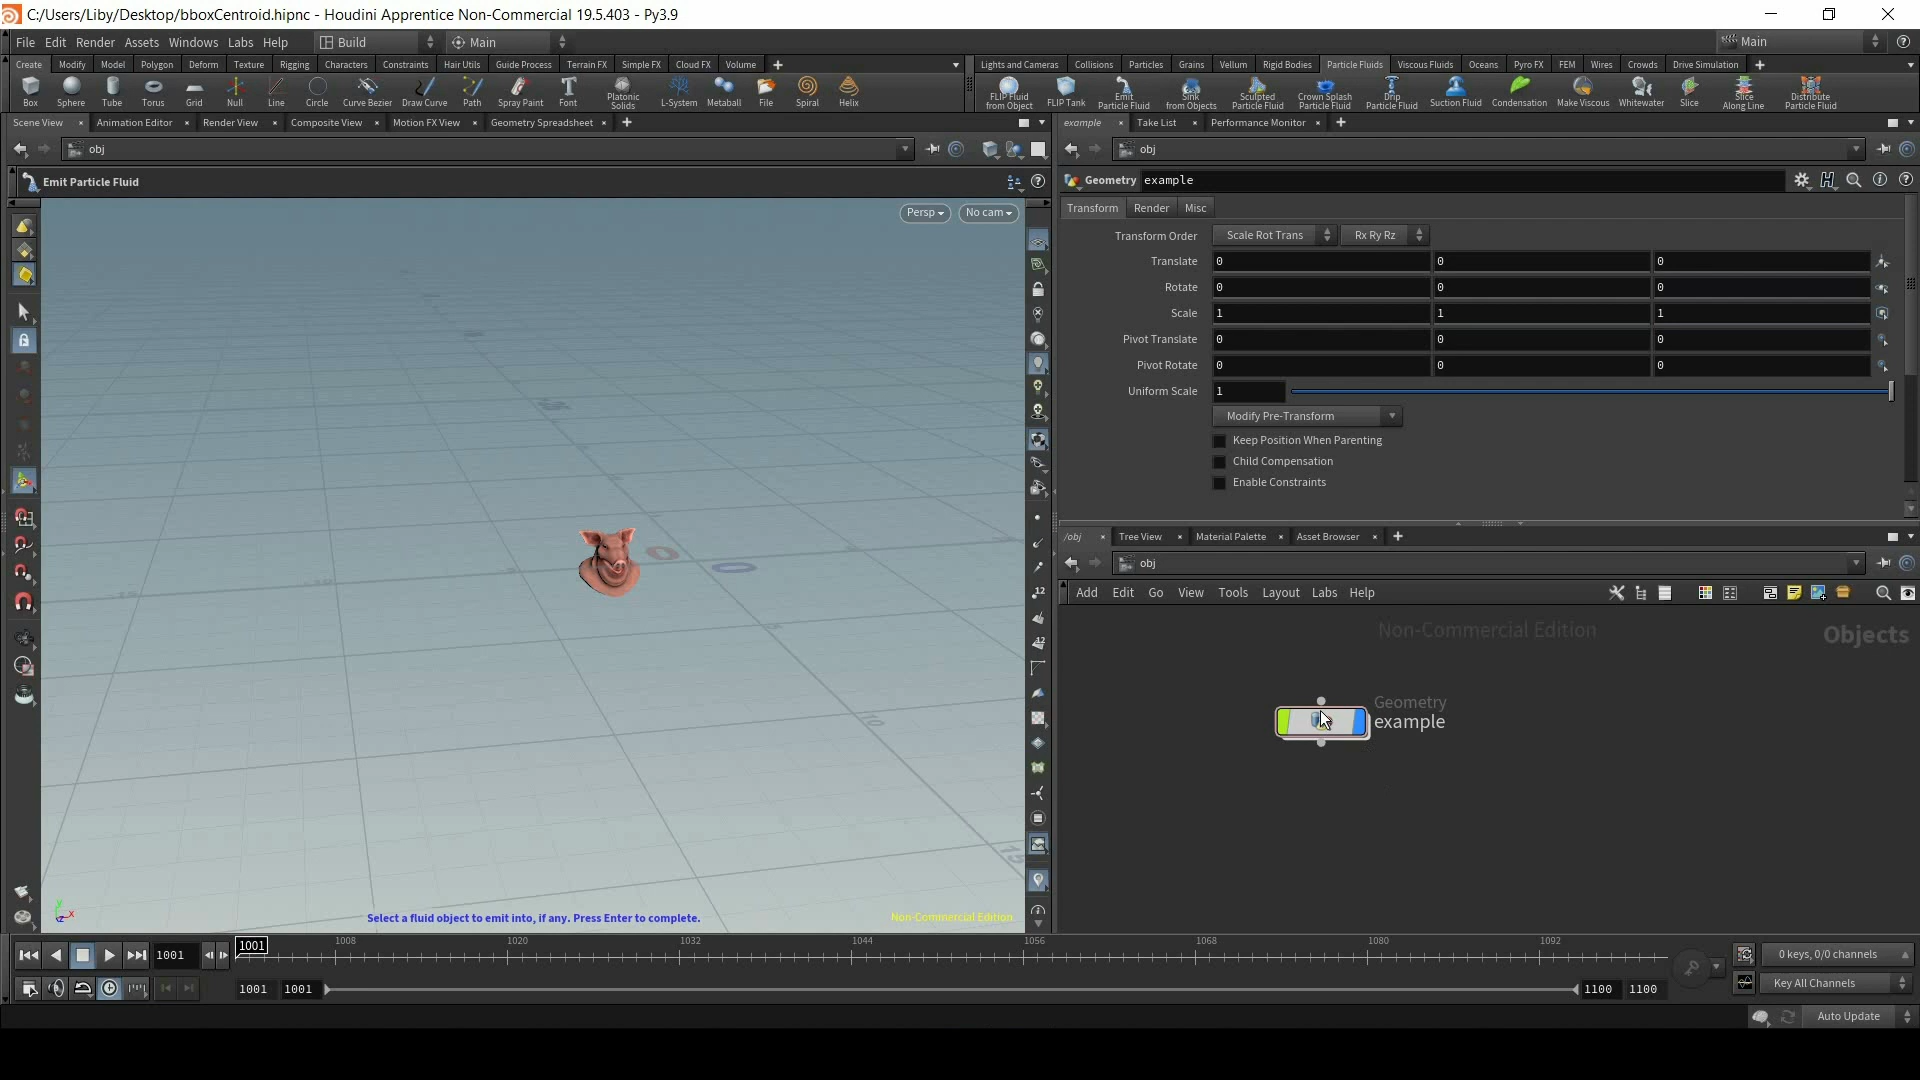 C:/Users/Liby/Desktop/bboxCentroid.hipnc - Houdini Apprentice Non-Commercial 19.5.403 - Py3.9
File Edit Render Assets Windows Labs Help Build Main Main
Create Modify Model Polygon Deform Texture Rigging Characters Constraints Hair Utils Guide Process Terrain FX Simple FX Cloud FX Volume
Lights and Cameras Collisions Particles Grains Vellum Rigid Bodies Particle Fluids Viscous Fluids Oceans Pyro FX FEM Wires Crowds Drive Simulation
Box Sphere Tube Torus Grid Null Line Circle Curve Bezier Draw Curve Path Spray Paint Font Platonic Solids L-System Metaball File Spiral Helix
FLIP Fluid from Object FLIP Tank Emit Particle Fluid Sink from Objects Sculpted Particle Fluid Crown Splash Particle Fluid Drip Particle Fluid Suction Fluid Condensation Make Viscous Whitewater Slice Slice Along Line Distribute Particle Fluid
Scene View Animation Editor Render View Composite View Motion FX View Geometry Spreadsheet
example Take List Performance Monitor
obj
obj
Emit Particle Fluid
Persp No cam
Geometry example
Transform Render Misc
Transform Order Scale Rot Trans Rx Ry Rz
Translate 0 0 0
Rotate 0 0 0
Scale 1 1 1
Pivot Translate 0 0 0
Pivot Rotate 0 0 0
Uniform Scale 1
Modify Pre-Transform
Keep Position When Parenting
Child Compensation
Enable Constraints
/obj Tree View Material Palette Asset Browser
obj
Add Edit Go View Tools Layout Labs Help
Non-Commercial Edition
Objects
Geometry
example
Select a fluid object to emit into, if any. Press Enter to complete.
Non-Commercial Edition
1001 1001 1008 1020 1032 1044 1056 1068 1080 1092
0 keys, 0/0 channels
1001 1001 1100 1100
Key All Channels
Auto Update